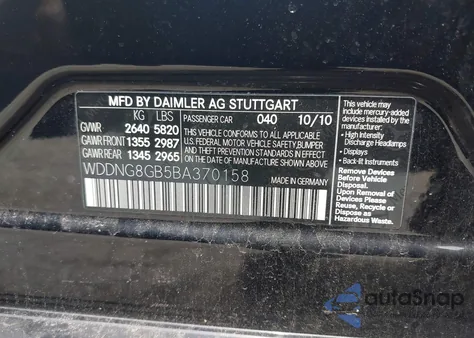 MFD BY DAIMLER AG STUTTGART
KG LBS
GVWR 2640 5820
GAWR FRONT 1355 2987
GAWR REAR 1345 2965
PASSENGER CAR 040 10/10
THIS VEHICLE CONFORMS TO ALL APPLICABLE
U.S. FEDERAL MOTOR VEHICLE SAFETY, BUMPER
AND THEFT PREVENTION STANDARDS IN EFFECT
ON THE DATE OF MANUFACTURE SHOWN ABOVE.
WDDNG8GB5BA370158
MADE IN GERMANY
This vehicle may
include mercury-added
devices installed by
the manufacturer:
• High Intensity
Discharge Headlamps
• Back.Lit Displays
Remove Devices
Before Vehicle
Disposal.
Upon Removal of
Devices Please
Reuse, Recycle or
Dispose as
Hazardous Waste.
autoSnap